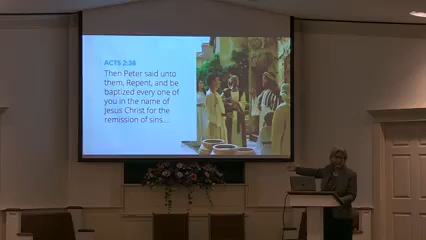 ACTS 2:38
Then Peter said unto
them, Repent, and be
baptized every one of
you in the name of
Jesus Christ for the
remission of sins....